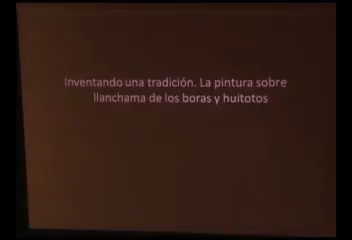 Inventando una tradición. La pintura sobre
llanchama de los boras y huitotos